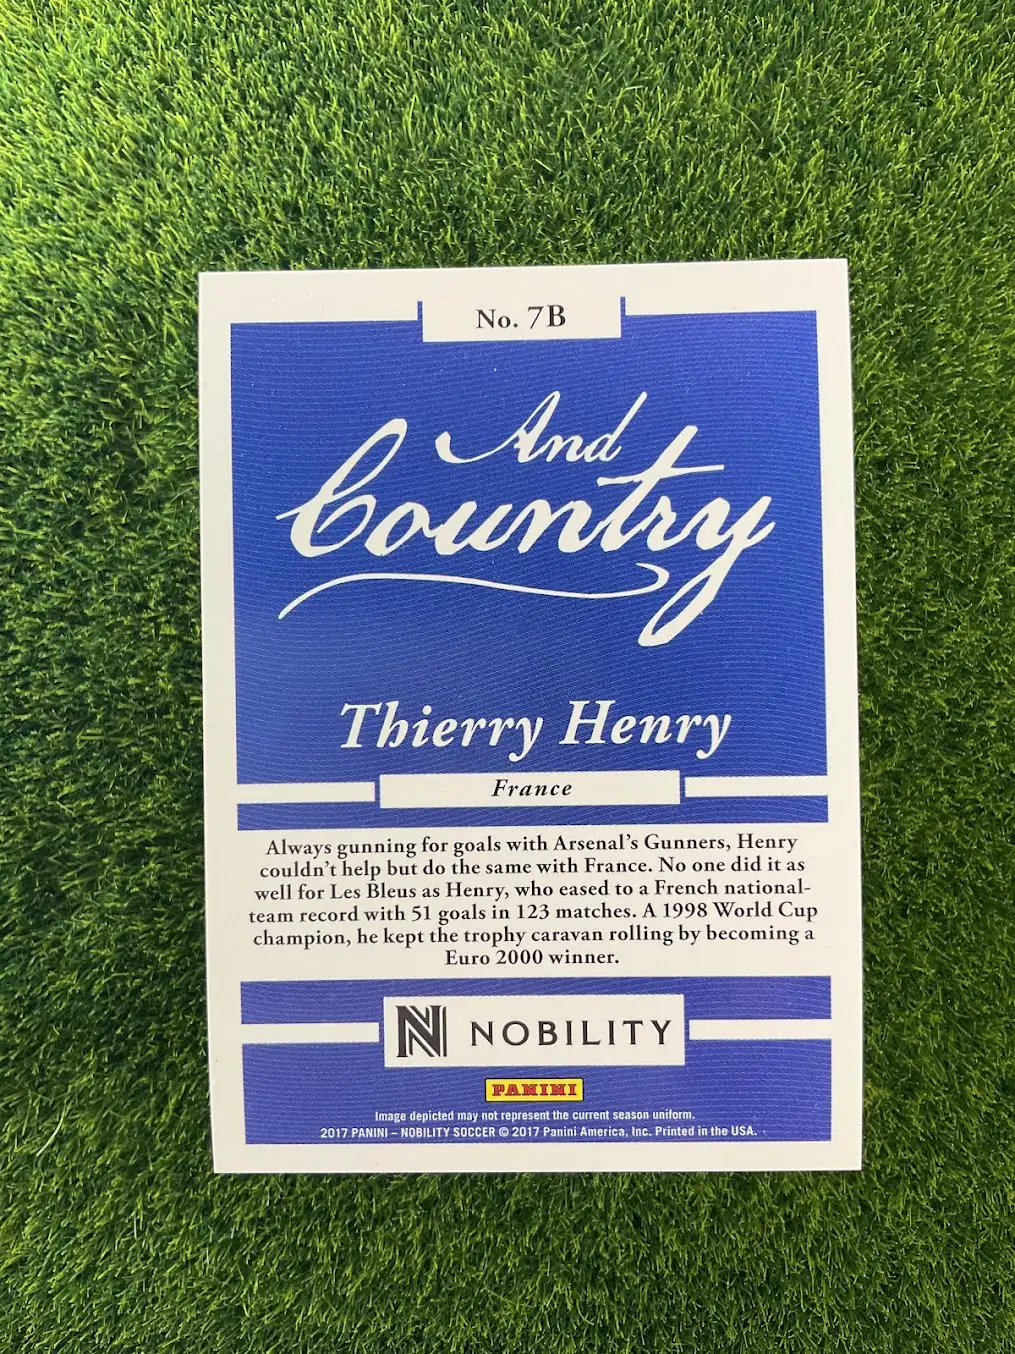 No. 7B
And
Country
Thierry Henry
France
Always gunning for goals with Arsenal's Gunners, Henry
couldn't help but do the same with France. No one did it as
well for Les Bleus as Henry, who eased to a French national-
team record with 51 goals in 123 matches. A 1998 World Cup
champion, he kept the trophy caravan rolling by becoming a
Euro 2000 winner.
N NOBILITY
PANINI
Image depicted may not represent the current season uniform.
2017 PANINI – NOBILITY SOCCER © 2017 Panini America, Inc. Printed in the USA.